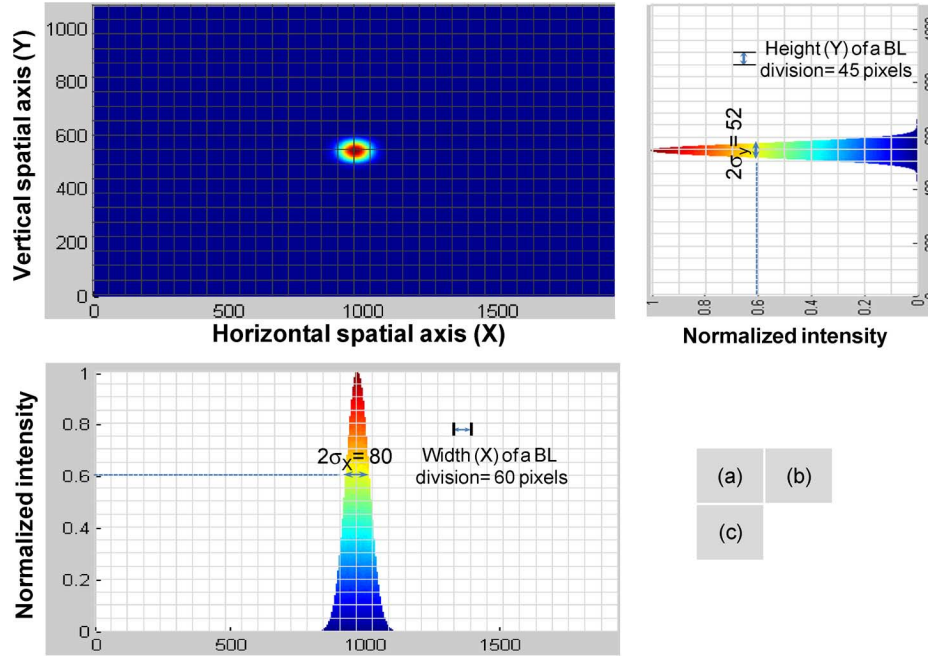 Vertical spatial axis (Y)
1000
800
600
400
200
0
0
500
1000
1500
Horizontal spatial axis (X)
Height (Y) of a BL
division= 45 pixels
2σy = 52
1
0.8
0.6
0.4
0.2
0
Normalized intensity
Normalized intensity
1
0.8
0.6
0.4
0.2
0
2σx = 80
Width (X) of a BL
division= 60 pixels
0
500
1000
1500
(a)
(b)
(c)